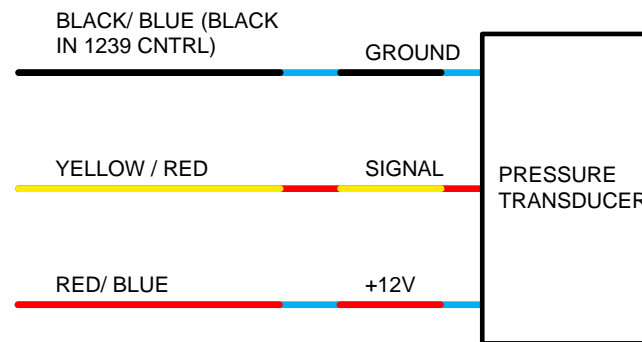 BLACK/ BLUE (BLACK
IN 1239 CNTRL)
GROUND
YELLOW / RED
SIGNAL
PRESSURE
TRANSDUCER
RED/ BLUE
+12V